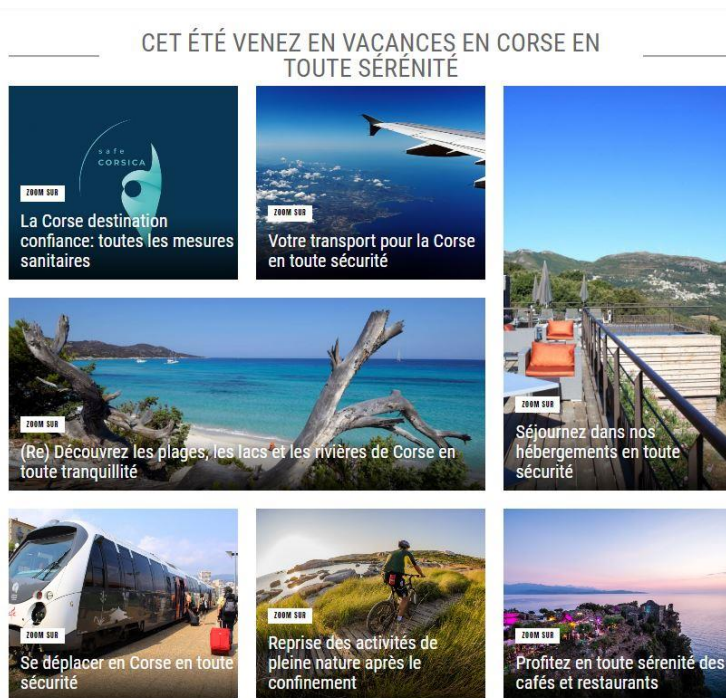 CET ÉTÉ VENEZ EN VACANCES EN CORSE EN
TOUTE SÉRÉNITÉ
safe
CORSICA
ZOOM SUR
La Corse destination
confiance: toutes les mesures
sanitaires
ZOOM SUR
Votre transport pour la Corse
en toute sécurité
ZOOM SUR
Séjournez dans nos
hébergements en toute
sécurité
ZOOM SUR
(Re) Découvrez les plages, les lacs et les rivières de Corse en
toute tranquillité
ZOOM SUR
Se déplacer en Corse en toute
sécurité
ZOOM SUR
Reprise des activités de
pleine nature après le
confinement
ZOOM SUR
Profitez en toute sérenité des
cafés et restaurants